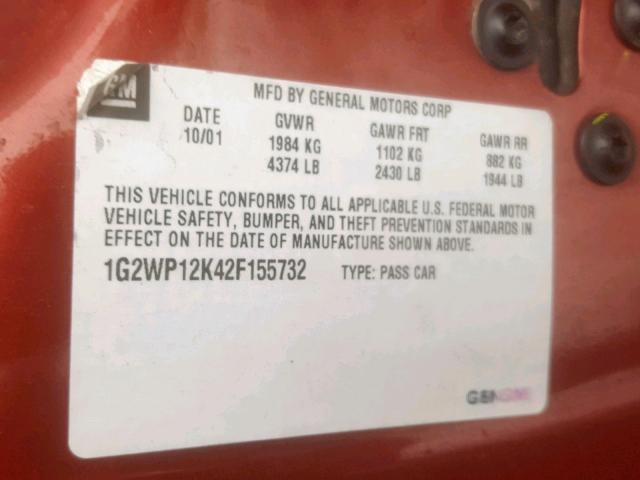 GM
MFD BY GENERAL MOTORS CORP
DATE GVWR GAWR FRT GAWR RR
10/01 1984 KG 1102 KG 882 KG
4374 LB 2430 LB 1944 LB
THIS VEHICLE CONFORMS TO ALL APPLICABLE U.S. FEDERAL MOTOR
VEHICLE SAFETY, BUMPER, AND THEFT PREVENTION STANDARDS IN
EFFECT ON THE DATE OF MANUFACTURE SHOWN ABOVE.
1G2WP12K42F155732 TYPE: PASS CAR